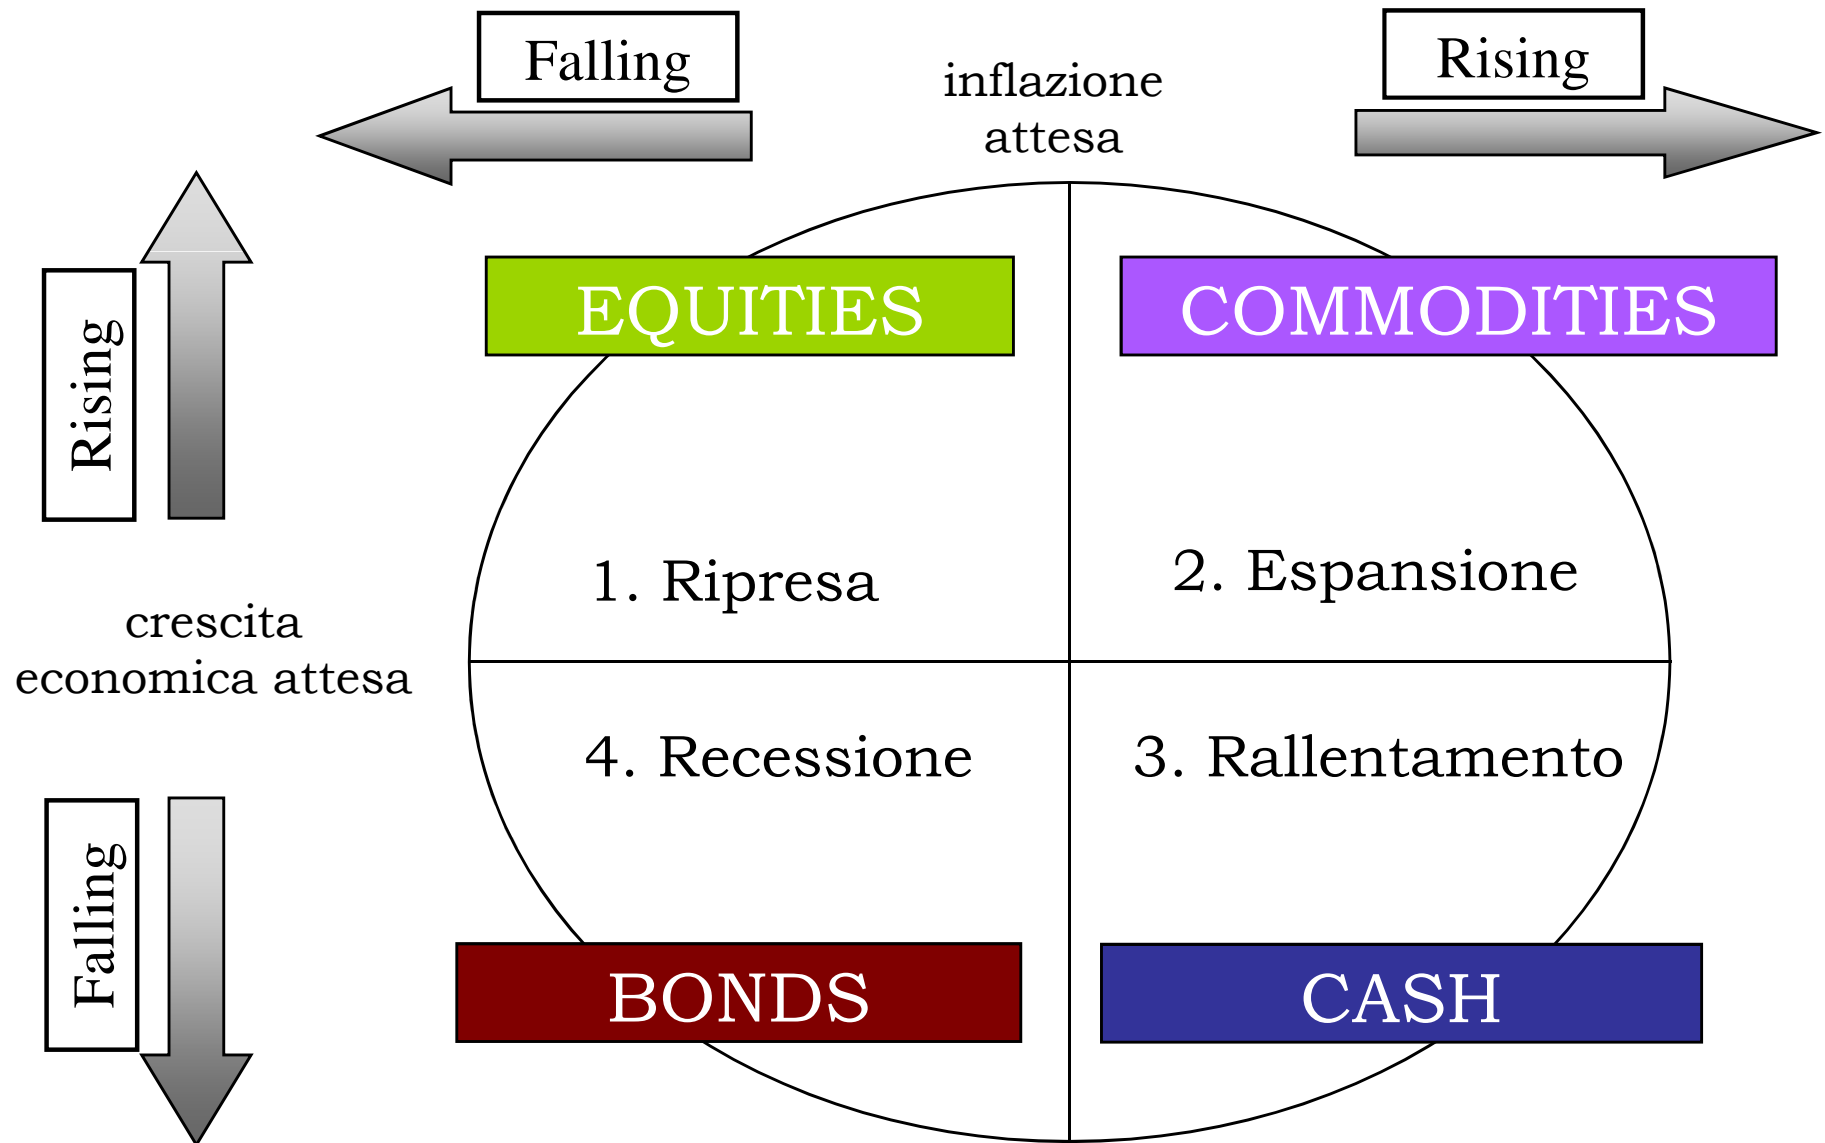 Falling
inflazione
attesa
Rising
EQUITIES
COMMODITIES
Rising
1. Ripresa
2. Espansione
crescita
economica attesa
4. Recessione
3. Rallentamento
Falling
BONDS
CASH